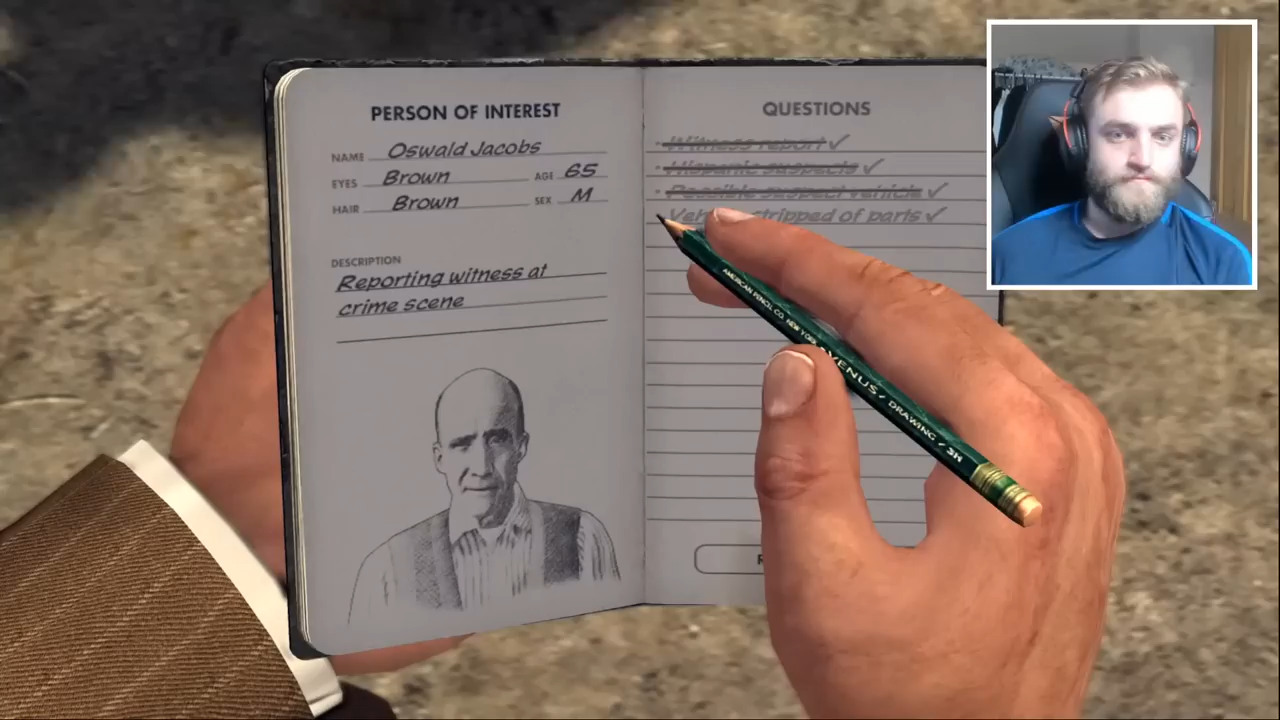 PERSON OF INTEREST
NAME Oswald Jacobs
EYES Brown AGE 65
HAIR Brown SEX M
DESCRIPTION
Reporting witness at
crime scene
QUESTIONS
Witness report ✓
Hispanic suspects ✓
Possible suspect vehicle ✓
stripped of parts ✓
AMERICAN PENCIL CO. NEW YORK VENUS / DRAWING / 3H